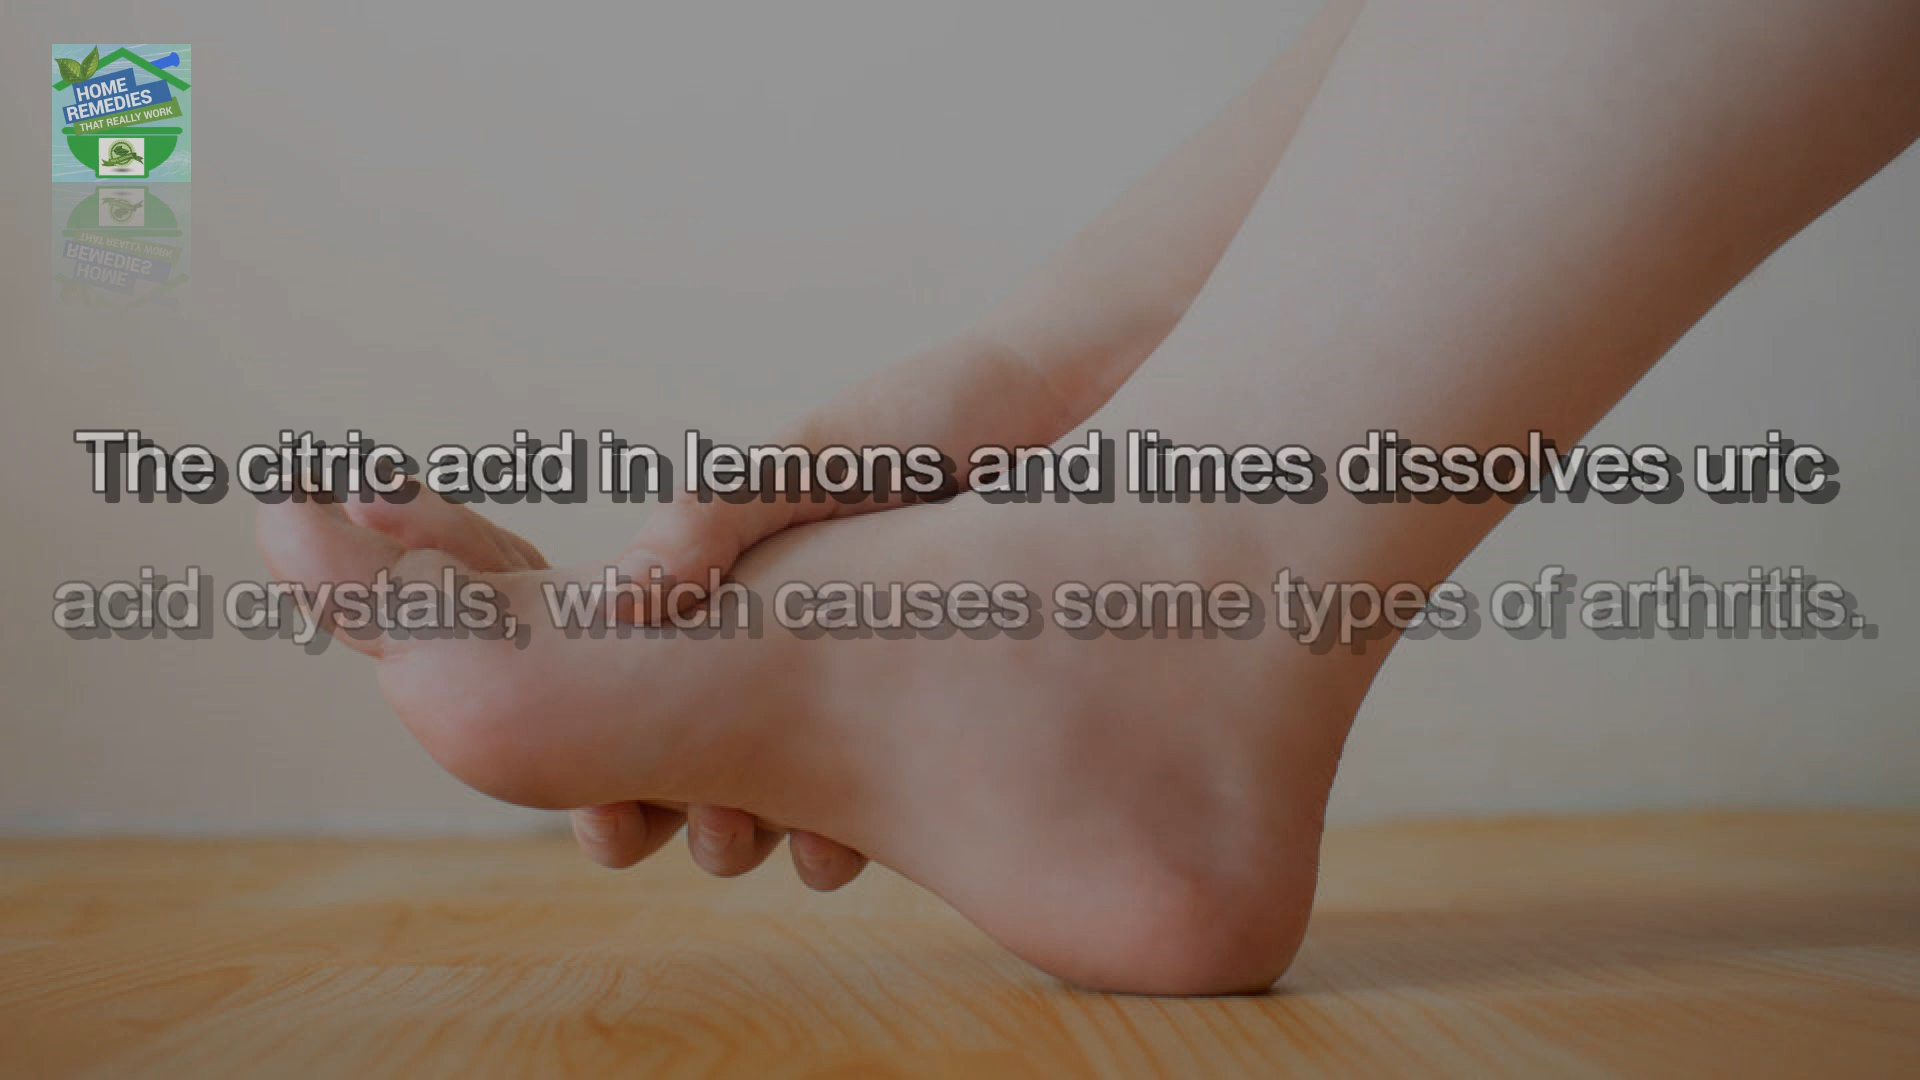 HOME
REMEDIES
THAT REALLY WORK
The citric acid in lemons and limes dissolves uric
acid crystals, which causes some types of arthritis.